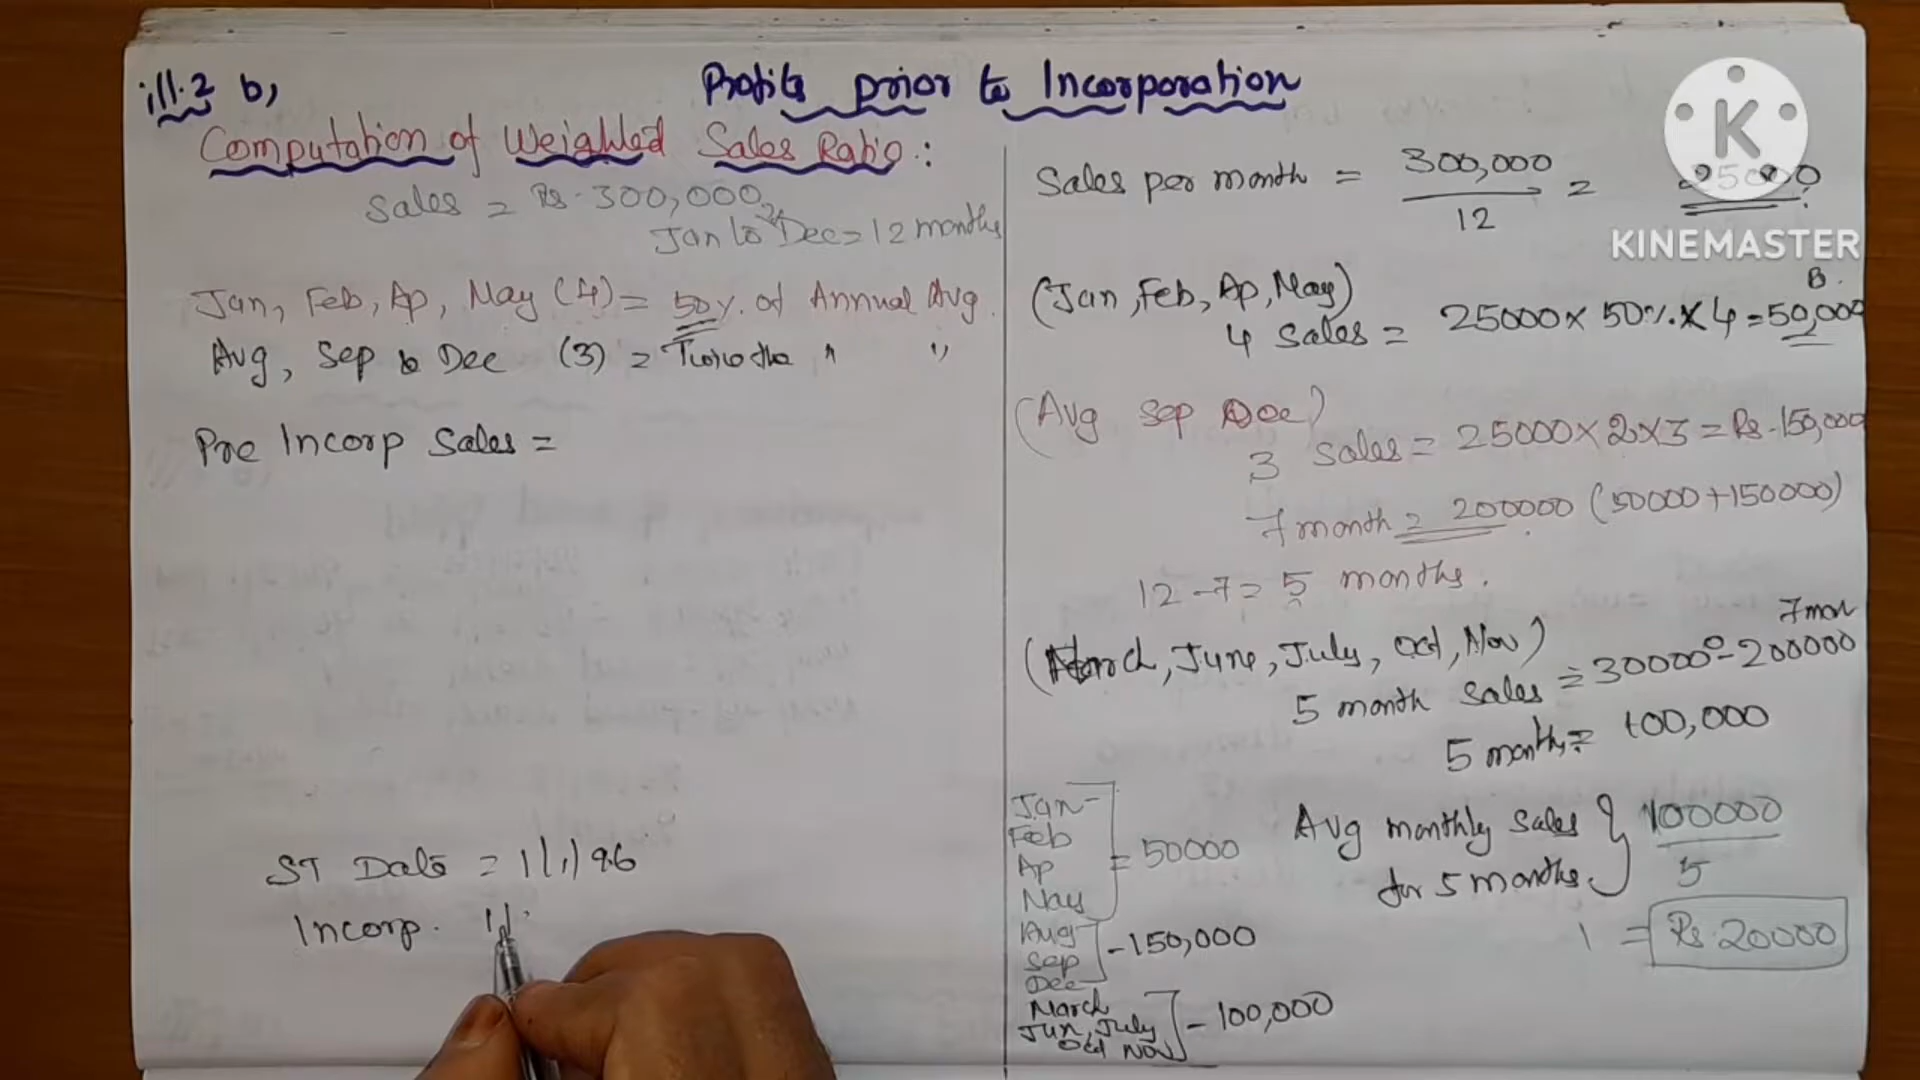 ill.2 b, Profits prior to Incorporation
Computation of Weighted Sales Ratio :
Sales = Rs. 300,000
Jan to Dec = 12 months
Jan, Feb, Ap, May (4) = 50%. of Annual Avg.
Aug, Sep & Dec (3) = Twice the " "
Pre Incorp Sales =
ST Date = 1/1/96
Incorp. 1/
Sales per month = 300,000 / 12 = 25000
KINEMASTER
(Jan, Feb, Ap, May)
4 Sales = 25000 x 50% x 4 = 50,000
(Aug Sep Dec)
3 Sales = 25000 x 2 x 3 = Rs. 150,000
7 month = 200000 (50000 + 150000)
12 - 7 = 5 months.
7 mon
(March, June, July, Oct, Nov)
5 month sales = 300000 - 200000
5 months = 100,000
Avg monthly sales } 100000
for 5 months. 5
= Rs. 20000
Jan
Feb
Ap = 50000
May
Aug
Sep - 150,000
Dec
March
Jun, July - 100,000
Oct Nov